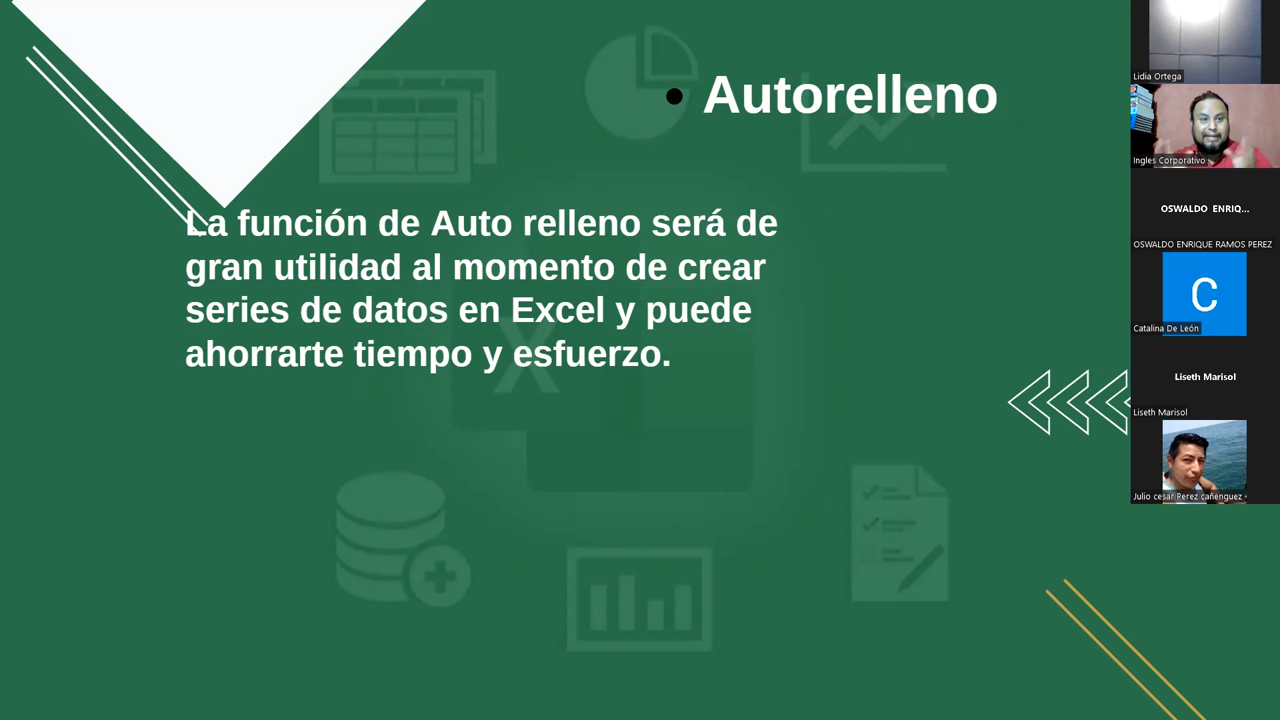 • Autorelleno
La función de Auto relleno será de
gran utilidad al momento de crear
series de datos en Excel y puede
ahorrarte tiempo y esfuerzo.
X
Lidia Ortega
Ingles Corporativo
OSWALDO ENRIQ...
OSWALDO ENRIQUE RAMOS PEREZ
C
Catalina De León
Liseth Marisol
Liseth Marisol
Julio cesar Perez cañenguez